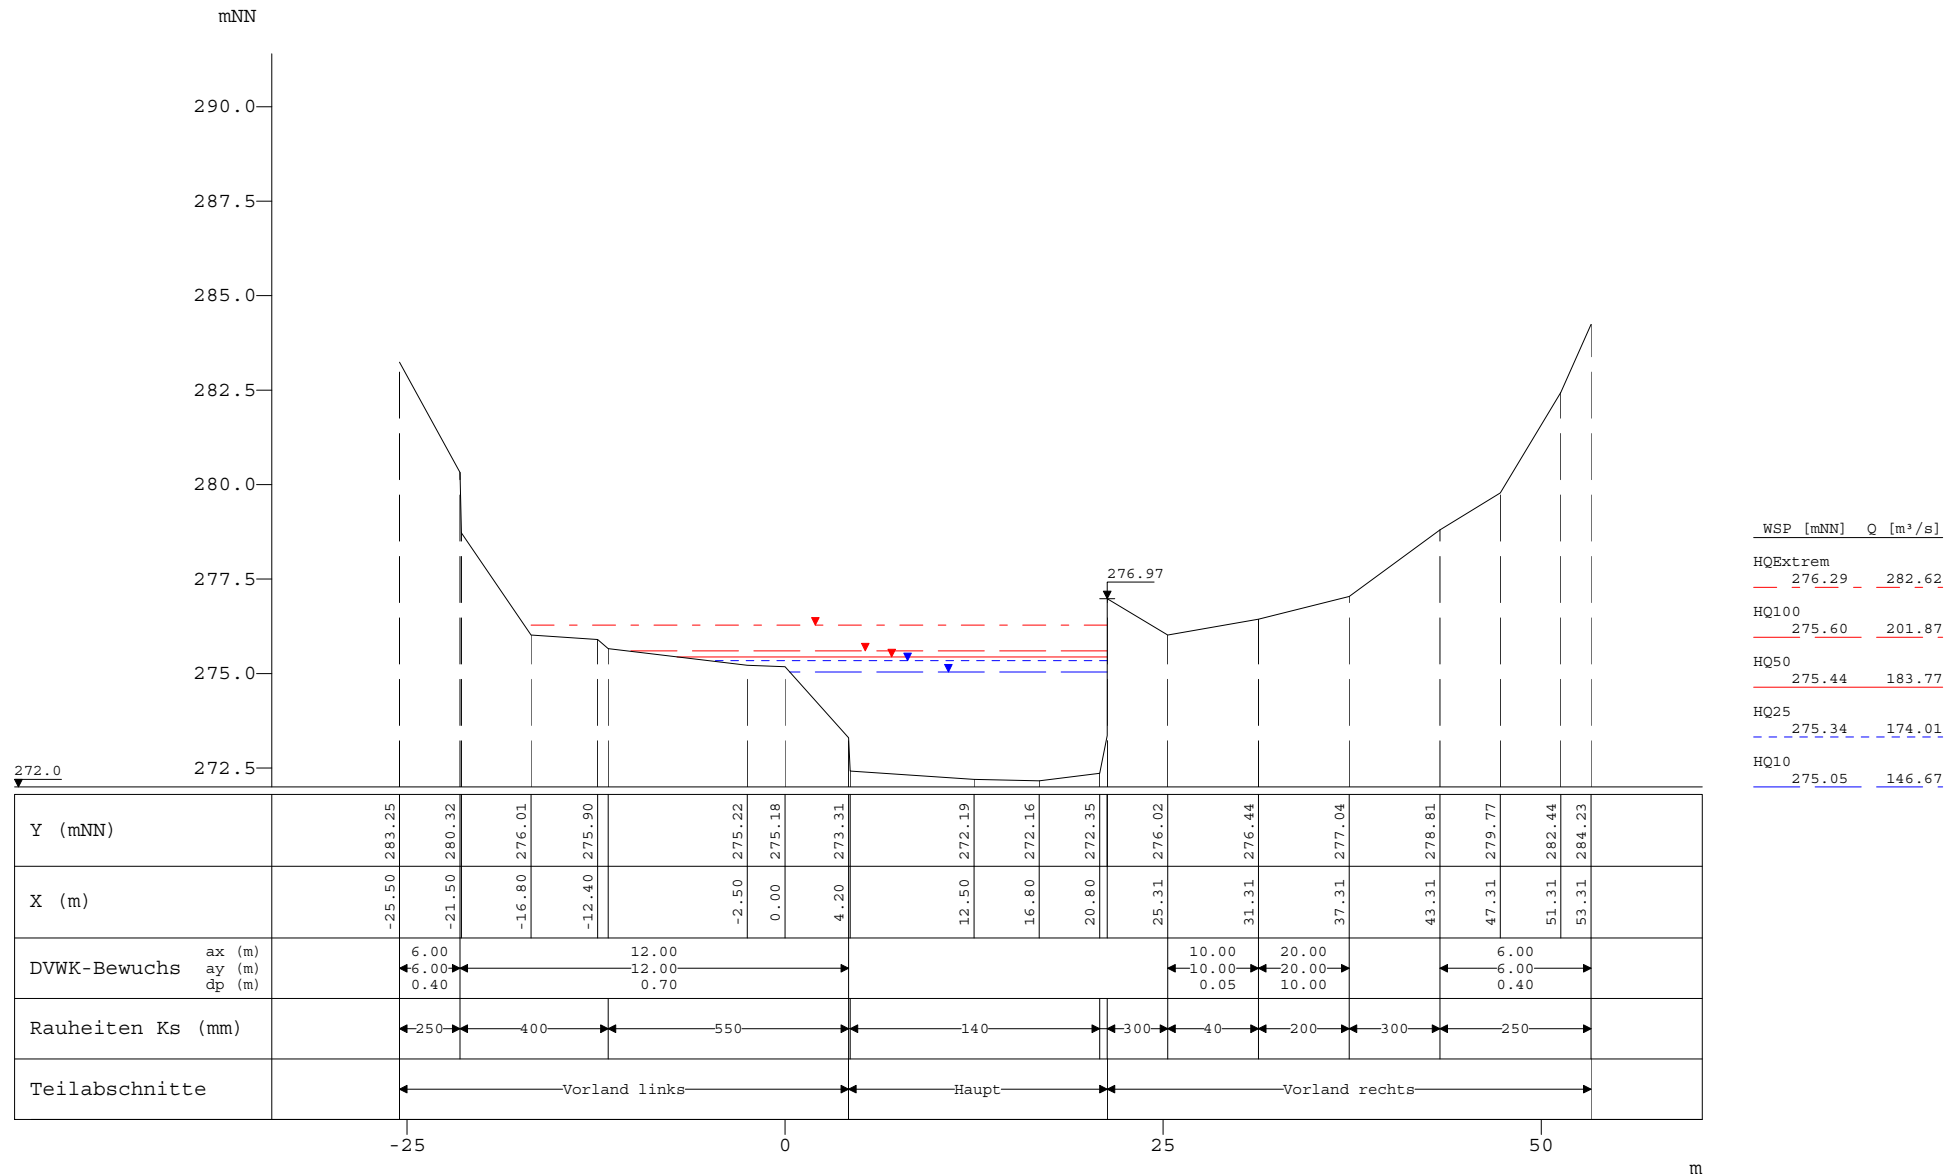 mNN
290.0
287.5
285.0
282.5
280.0
277.5
275.0
272.5
276.97
272.0
WSP [mNN] Q [m³/s]
HQExtrem
276.29 282.62
HQ100
275.60 201.87
HQ50
275.44 183.77
HQ25
275.34 174.01
HQ10
275.05 146.67
Y (mNN) 283.25 280.32 276.01 275.90 275.22 275.18 273.31 272.19 272.16 272.35 276.02 276.44 277.04 278.81 279.77 282.44 284.23
X (m) -25.50 -21.50 -16.80 -12.40 -2.50 0.00 4.20 12.50 16.80 20.80 25.31 31.31 37.31 43.31 47.31 51.31 53.31
ax (m) 6.00 12.00 10.00 20.00 6.00
DVWK-Bewuchs ay (m) 6.00 12.00 10.00 20.00 6.00
dp (m) 0.40 0.70 0.05 10.00 0.40
Rauheiten Ks (mm) 250 400 550 140 300 40 200 300 250
Teilabschnitte Vorland links Haupt Vorland rechts
-25 0 25 50
m